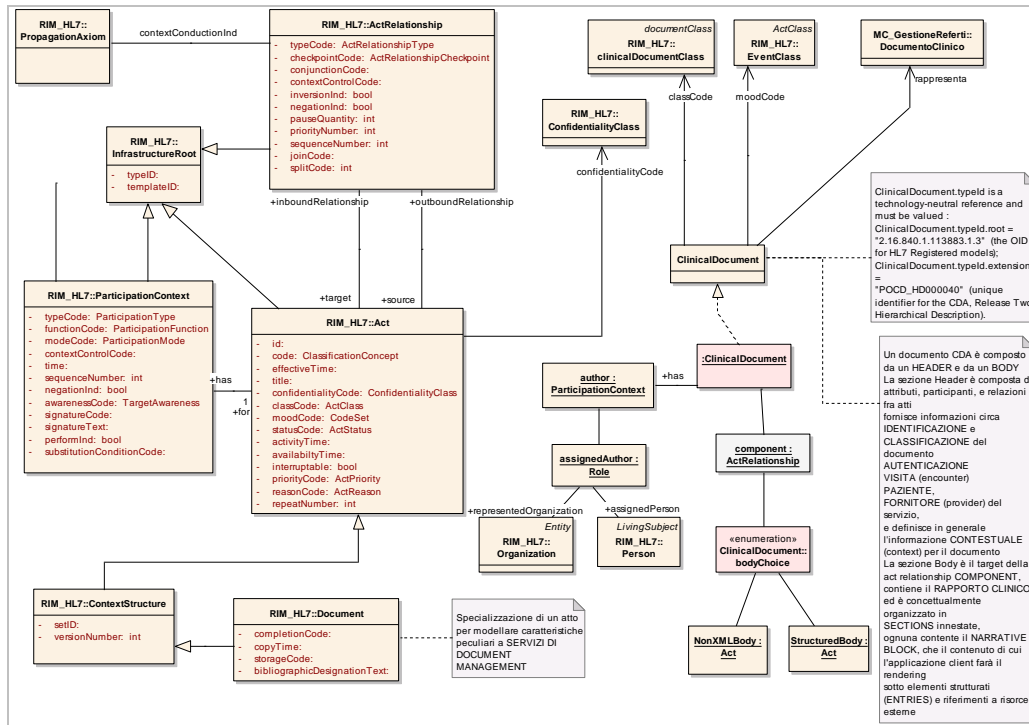 RIM_HL7::
PropagationAxiom
contextConductionInd
RIM_HL7::ActRelationship
- typeCode: ActRelationshipType
- checkpointCode: ActRelationshipCheckpoint
- conjunctionCode:
- contextControlCode:
- inversionInd: bool
- negationInd: bool
- pauseQuantity: int
- priorityNumber: int
- sequenceNumber: int
- joinCode:
- splitCode: int
documentClass
RIM_HL7::
clinicalDocumentClass
ActClass
RIM_HL7::
EventClass
MC_GestioneReferti::
DocumentoClinico
classCode
moodCode
rappresenta
RIM_HL7::
ConfidentialityClass
confidentialityCode
RIM_HL7::
InfrastructureRoot
- typeID:
- templateID:
+inboundRelationship
+outboundRelationship
+target
+source
ClinicalDocument
ClinicalDocument.typeId is a
technology-neutral reference and
must be valued :
ClinicalDocument.typeId.root =
"2.16.840.1.113883.1.3" (the OID
for HL7 Registered models);
ClinicalDocument.typeId.extension
=
"POCD_HD000040" (unique
identifier for the CDA, Release Two
Hierarchical Description).
RIM_HL7::ParticipationContext
- typeCode: ParticipationType
- functionCode: ParticipationFunction
- modeCode: ParticipationMode
- contextControlCode:
- time:
- sequenceNumber: int
- negationInd: bool
- awarenessCode: TargetAwareness
- signatureCode:
- signatureText:
- performInd: bool
- substitutionConditionCode:
+has
1
+for
RIM_HL7::Act
- id:
- code: ClassificationConcept
- effectiveTime:
- title:
- confidentialityCode: ConfidentialityClass
- classCode: ActClass
- moodCode: CodeSet
- statusCode: ActStatus
- activityTime:
- availabiltyTime:
- interruptable: bool
- priorityCode: ActPriority
- reasonCode: ActReason
- repeatNumber: int
:ClinicalDocument
author :
ParticipationContext
+has
assignedAuthor :
Role
component :
ActRelationship
+representedOrganization
+assignedPerson
Entity
RIM_HL7::
Organization
LivingSubject
RIM_HL7::
Person
«enumeration»
ClinicalDocument::
bodyChoice
NonXMLBody :
Act
StructuredBody :
Act
Un documento CDA è composto
da un HEADER e da un BODY
La sezione Header è composta d
attributi, participanti, e relazioni
fra atti
fornisce informazioni circa
IDENTIFICAZIONE e
CLASSIFICAZIONE del
documento
AUTENTICAZIONE
VISITA (encounter)
PAZIENTE,
FORNITORE (provider) del
servizio,
e definisce in generale
l'informazione CONTESTUALE
(context) per il documento
La sezione Body è il target della
act relationship COMPONENT,
contiene il RAPPORTO CLINICO
ed è concettualmente
organizzato in
SECTIONS innestate,
ognuna contente il NARRATIVE
BLOCK, che il contenuto di cui
l'applicazione client farà il
rendering
sotto elementi strutturati
(ENTRIES) e riferimenti a risorce
esterne
RIM_HL7::ContextStructure
- setID:
- versionNumber: int
RIM_HL7::Document
- completionCode:
- copyTime:
- storageCode:
- bibliographicDesignationText:
Specializzazione di un atto
per modellare caratteristiche
peculiari a SERVIZI DI
DOCUMENT
MANAGEMENT